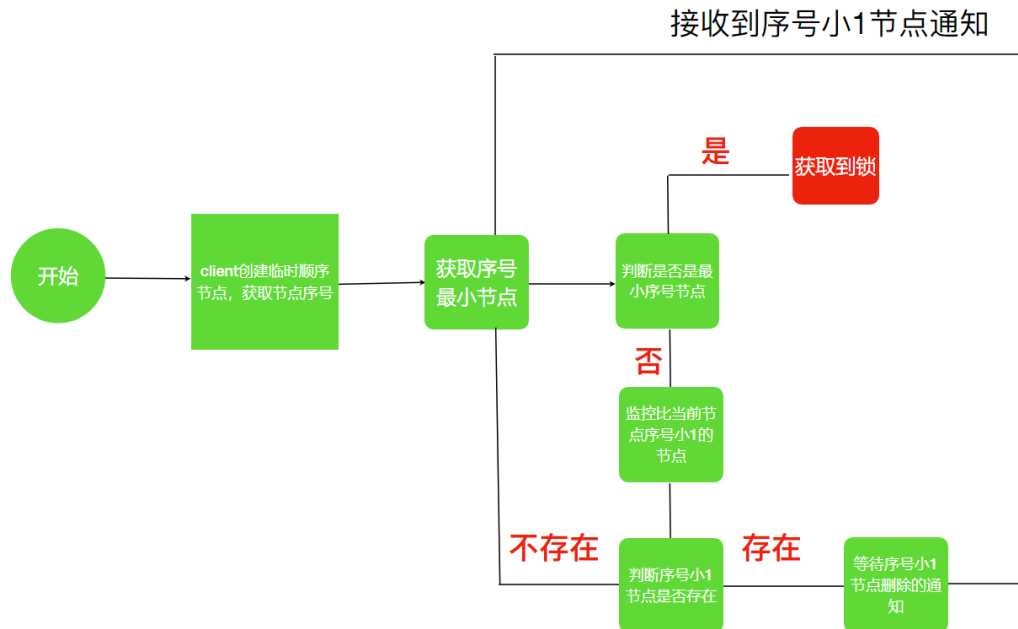 接收到序号小1节点通知
是
获取到锁
开始
client创建临时顺序
节点，获取节点序号
获取序号
最小节点
判断是否是最
小序号节点
否
监控比当前节
点序号小1的
节点
不存在
判断序号小1
节点是否存在
存在
等待序号小1
节点删除的通
知